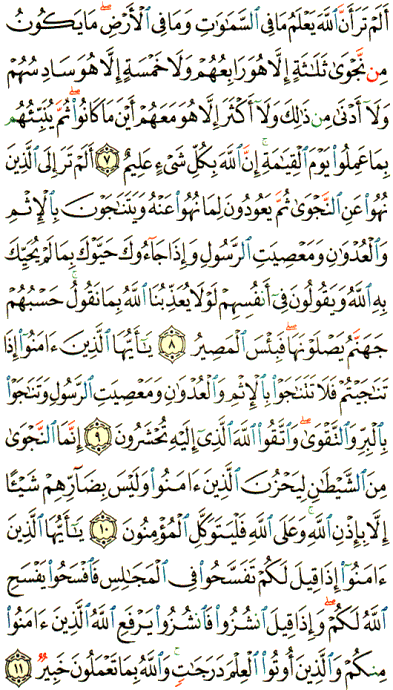 أَلَمْ تَرَ أَنَّ ٱللَّهَ يَعْلَمُ مَا فِى ٱلسَّمَـٰوَٰتِ وَمَا فِى ٱلْأَرْضِ ۖ مَا يَكُونُ
مِن نَّجْوَىٰ ثَلَـٰثَةٍ إِلَّا هُوَ رَابِعُهُمْ وَلَا خَمْسَةٍ إِلَّا هُوَ سَادِسُهُمْ
وَلَآ أَدْنَىٰ مِن ذَٰلِكَ وَلَآ أَكْثَرَ إِلَّا هُوَ مَعَهُمْ أَيْنَ مَا كَانُوا۟ ۖ ثُمَّ يُنَبِّئُهُم
بِمَا عَمِلُوا۟ يَوْمَ ٱلْقِيَـٰمَةِ ۚ إِنَّ ٱللَّهَ بِكُلِّ شَىْءٍ عَلِيمٌ ٧ أَلَمْ تَرَ إِلَى ٱلَّذِينَ
نُهُوا۟ عَنِ ٱلنَّجْوَىٰ ثُمَّ يَعُودُونَ لِمَا نُهُوا۟ عَنْهُ وَيَتَنَـٰجَوْنَ بِٱلْإِثْمِ
وَٱلْعُدْوَٰنِ وَمَعْصِيَتِ ٱلرَّسُولِ وَإِذَا جَآءُوكَ حَيَّوْكَ بِمَا لَمْ يُحَيِّكَ
بِهِ ٱللَّهُ وَيَقُولُونَ فِىٓ أَنفُسِهِمْ لَوْلَا يُعَذِّبُنَا ٱللَّهُ بِمَا نَقُولُ ۚ حَسْبُهُمْ
جَهَنَّمُ يَصْلَوْنَهَا ۖ فَبِئْسَ ٱلْمَصِيرُ ٨ يَـٰٓأَيُّهَا ٱلَّذِينَ ءَامَنُوٓا۟ إِذَا
تَنَـٰجَيْتُمْ فَلَا تَتَنَـٰجَوْا۟ بِٱلْإِثْمِ وَٱلْعُدْوَٰنِ وَمَعْصِيَتِ ٱلرَّسُولِ وَتَنَـٰجَوْا۟
بِٱلْبِرِّ وَٱلتَّقْوَىٰ ۖ وَٱتَّقُوا۟ ٱللَّهَ ٱلَّذِىٓ إِلَيْهِ تُحْشَرُونَ ٩ إِنَّمَا ٱلنَّجْوَىٰ
مِنَ ٱلشَّيْطَـٰنِ لِيَحْزُنَ ٱلَّذِينَ ءَامَنُوا۟ وَلَيْسَ بِضَآرِّهِمْ شَيْـًٔا
إِلَّا بِإِذْنِ ٱللَّهِ ۚ وَعَلَى ٱللَّهِ فَلْيَتَوَكَّلِ ٱلْمُؤْمِنُونَ ١٠ يَـٰٓأَيُّهَا ٱلَّذِينَ
ءَامَنُوٓا۟ إِذَا قِيلَ لَكُمْ تَفَسَّحُوا۟ فِى ٱلْمَجَـٰلِسِ فَٱفْسَحُوا۟ يَفْسَحِ
ٱللَّهُ لَكُمْ ۖ وَإِذَا قِيلَ ٱنشُزُوا۟ فَٱنشُزُوا۟ يَرْفَعِ ٱللَّهُ ٱلَّذِينَ ءَامَنُوا۟
مِنكُمْ وَٱلَّذِينَ أُوتُوا۟ ٱلْعِلْمَ دَرَجَـٰتٍ ۚ وَٱللَّهُ بِمَا تَعْمَلُونَ خَبِيرٌ ١١